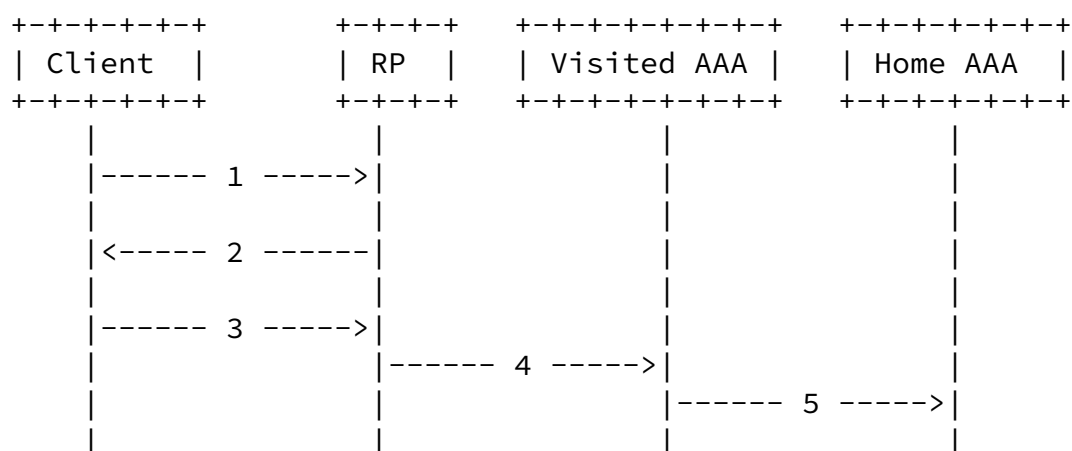 +-+-+-+-+-+ +-+-+-+ +-+-+-+-+-+-+-+ +-+-+-+-+-+-+
| Client | | RP | | Visited AAA | | Home AAA |
+-+-+-+-+-+ +-+-+-+ +-+-+-+-+-+-+-+ +-+-+-+-+-+-+
| | | |
|------ 1 ----->| | |
| | | |
|<----- 2 ------| | |
| | | |
|------ 3 ----->| | |
| |------ 4 ----->| |
| | |------ 5 ----->|
| | | |